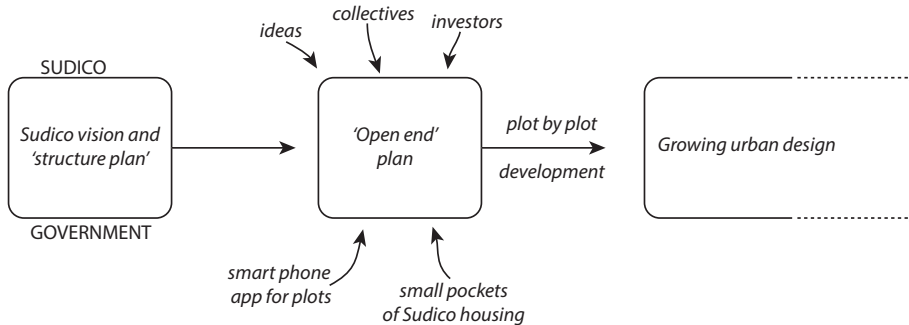 collectives
ideas
investors
SUDICO
Sudico vision and
‘structure plan’
GOVERNMENT
‘Open end’
plan
plot by plot
development
Growing urban design
smart phone
app for plots
small pockets
of Sudico housing